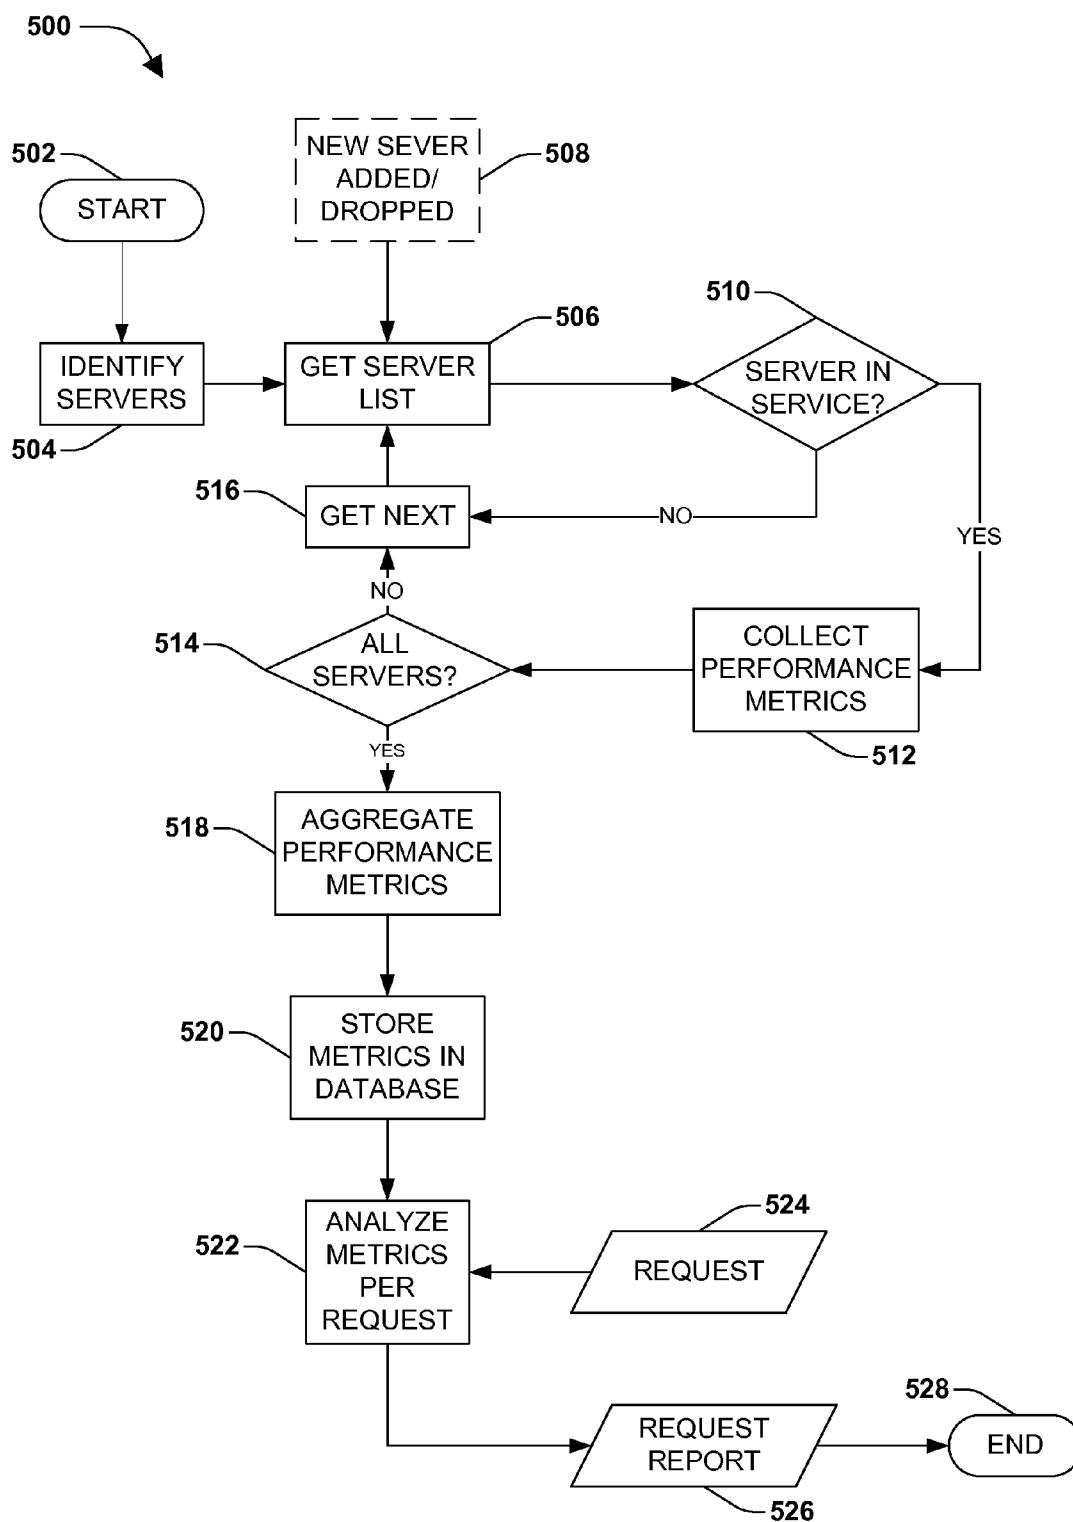 500
502
START
NEW SEVER
ADDED/
DROPPED
508
510
506
IDENTIFY
SERVERS
504
GET SERVER
LIST
SERVER IN
SERVICE?
516
GET NEXT
NO
YES
NO
514
ALL
SERVERS?
COLLECT
PERFORMANCE
METRICS
512
YES
518
AGGREGATE
PERFORMANCE
METRICS
520
STORE
METRICS IN
DATABASE
522
ANALYZE
METRICS
PER
REQUEST
524
REQUEST
528
REQUEST
REPORT
END
526